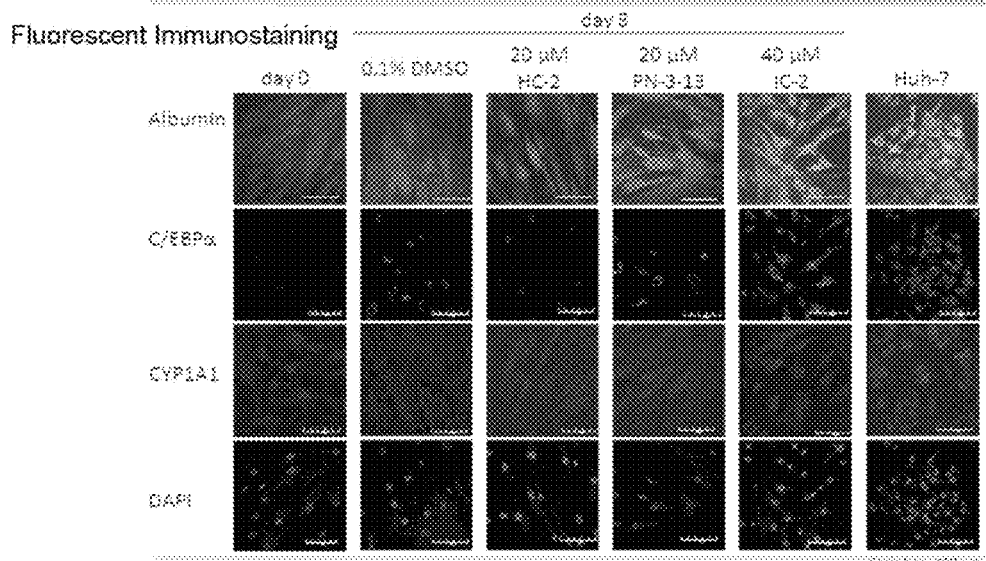 Fluorescent Immunostaining
day 8
day 0
0.1% DMSO
20 µM
HC-2
20 µM
PN-3-13
40 µM
IC-2
Huh-7
Albumin
C/EBPα
CYP1A1
DAPI